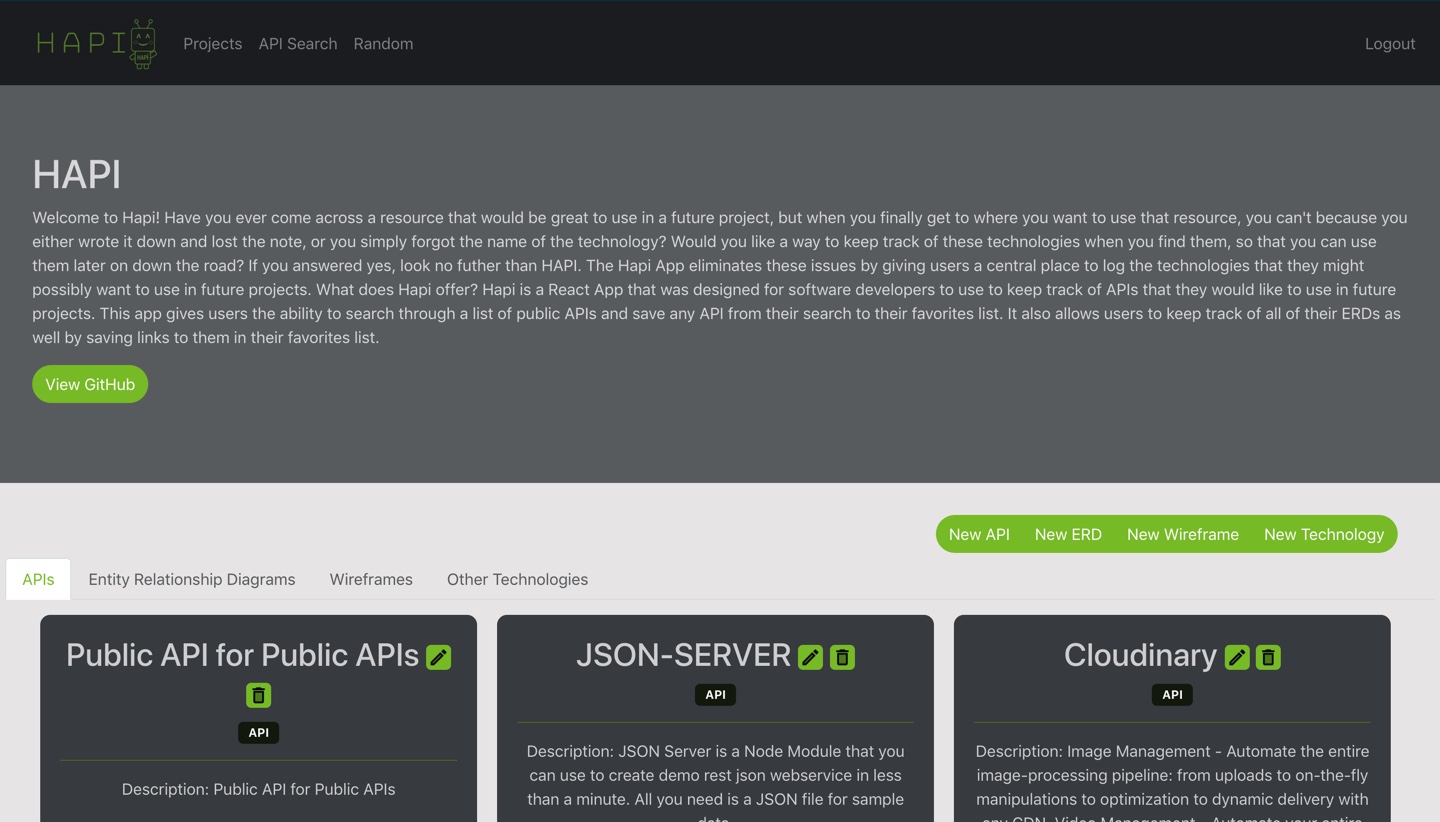 HAPI
HAPI
Projects
API Search
Random
Logout
HAPI
Welcome to Hapi! Have you ever come across a resource that would be great to use in a future project, but when you finally get to where you want to use that resource, you can't because you
either wrote it down and lost the note, or you simply forgot the name of the technology? Would you like a way to keep track of these technologies when you find them, so that you can use
them later on down the road? If you answered yes, look no futher than HAPI. The Hapi App eliminates these issues by giving users a central place to log the technologies that they might
possibly want to use in future projects. What does Hapi offer? Hapi is a React App that was designed for software developers to use to keep track of APIs that they would like to use in future
projects. This app gives users the ability to search through a list of public APIs and save any API from their search to their favorites list. It also allows users to keep track of all of their ERDs as
well by saving links to them in their favorites list.
View GitHub
New API
New ERD
New Wireframe
New Technology
APIs
Entity Relationship Diagrams
Wireframes
Other Technologies
Public API for Public APIs
API
Description: Public API for Public APIs
JSON-SERVER
API
Description: JSON Server is a Node Module that you
can use to create demo rest json webservice in less
than a minute. All you need is a JSON file for sample
data.
Cloudinary
API
Description: Image Management - Automate the entire
image-processing pipeline: from uploads to on-the-fly
manipulations to optimization to dynamic delivery with
any CDN. Video Management - Automate your entire